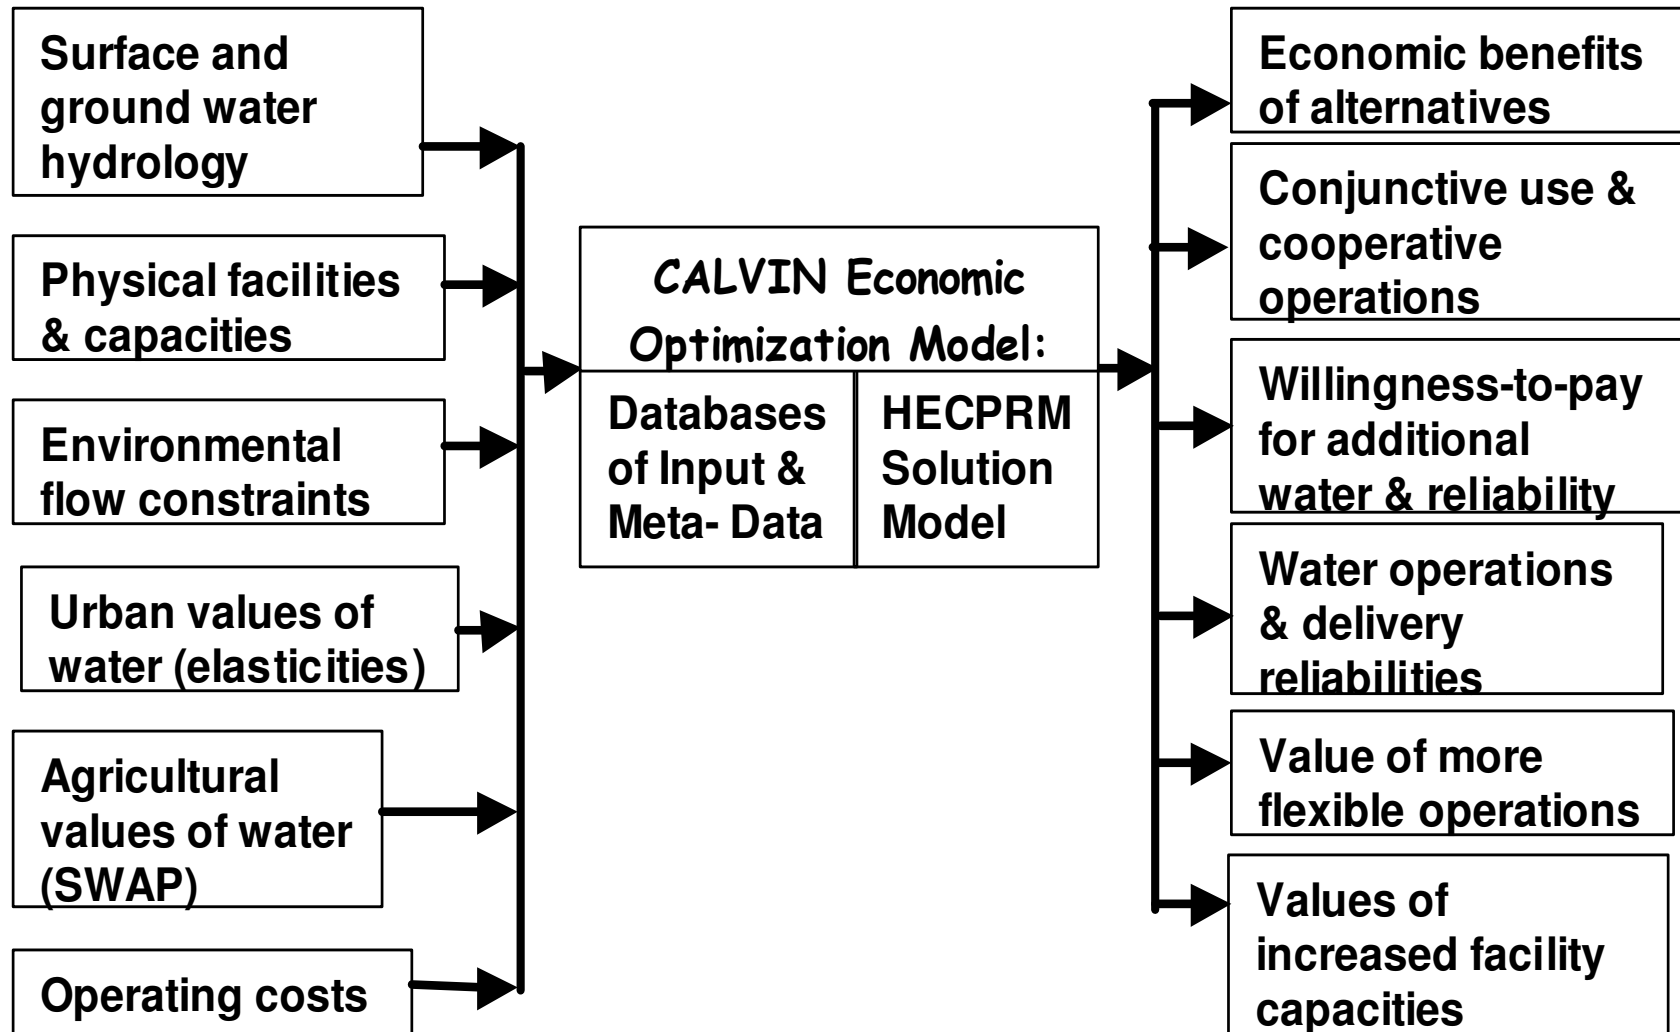 Surface and
ground water
hydrology
Physical facilities
& capacities
Environmental
flow constraints
Urban values of
water (elasticities)
Agricultural
values of water
(SWAP)
Operating costs
CALVIN Economic
Optimization Model:
Databases
of Input &
Meta- Data
HECPRM
Solution
Model
Economic benefits
of alternatives
Conjunctive use &
cooperative
operations
Willingness-to-pay
for additional
water & reliability
Water operations
& delivery
reliabilities
Value of more
flexible operations
Values of
increased facility
capacities